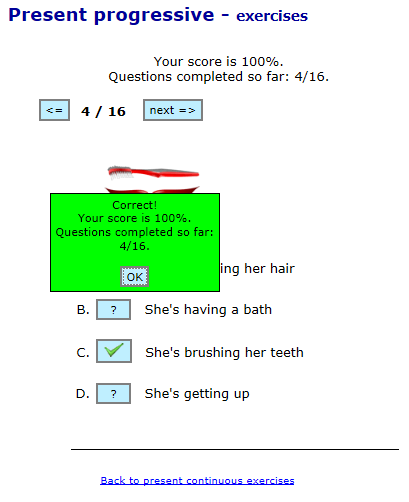 Present progressive - exercises
Your score is 100%.
Questions completed so far: 4/16.
<= 4 / 16 next =>
Correct!
Your score is 100%.
Questions completed so far:
4/16.
OK
ing her hair
B. ? She's having a bath
C. She's brushing her teeth
D. ? She's getting up
Back to present continuous exercises